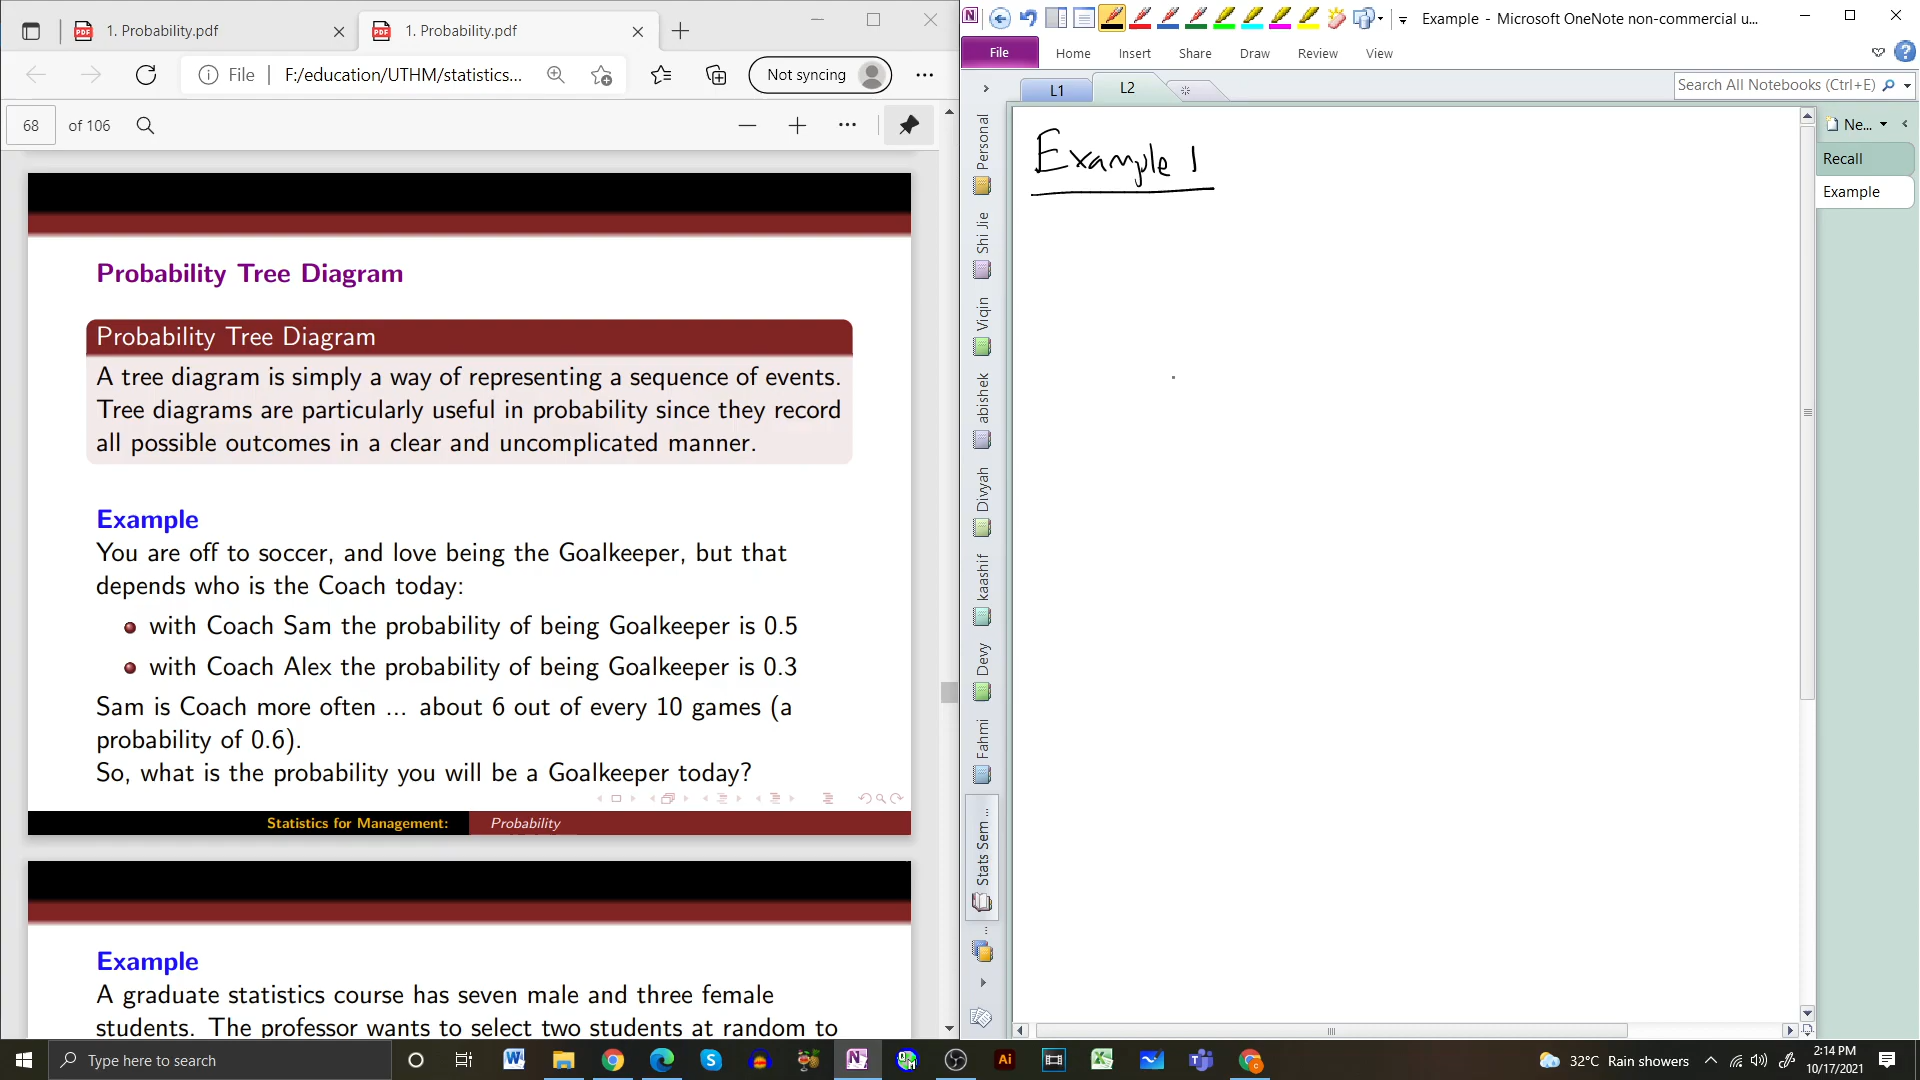 1. Probability.pdf
1. Probability.pdf
File
F:/education/UTHM/statistics...
Not syncing
68
of 106
Probability Tree Diagram
Probability Tree Diagram
A tree diagram is simply a way of representing a sequence of events.
Tree diagrams are particularly useful in probability since they record
all possible outcomes in a clear and uncomplicated manner.
Example
You are off to soccer, and love being the Goalkeeper, but that
depends who is the Coach today:
with Coach Sam the probability of being Goalkeeper is 0.5
with Coach Alex the probability of being Goalkeeper is 0.3
Sam is Coach more often ... about 6 out of every 10 games (a
probability of 0.6).
So, what is the probability you will be a Goalkeeper today?
Statistics for Management:
Probability
Example
A graduate statistics course has seven male and three female
students. The professor wants to select two students at random to
Example - Microsoft OneNote non-commercial u...
File
Home
Insert
Share
Draw
Review
View
L1
L2
Search All Notebooks (Ctrl+E)
Personal
Shi Jie
Viqin
abishek
Divyah
kaashif
Devy
Fahmi
Stats Sem ...
Example 1
Ne...
Recall
Example
Type here to search
32°C Rain showers
2:14 PM
10/17/2021